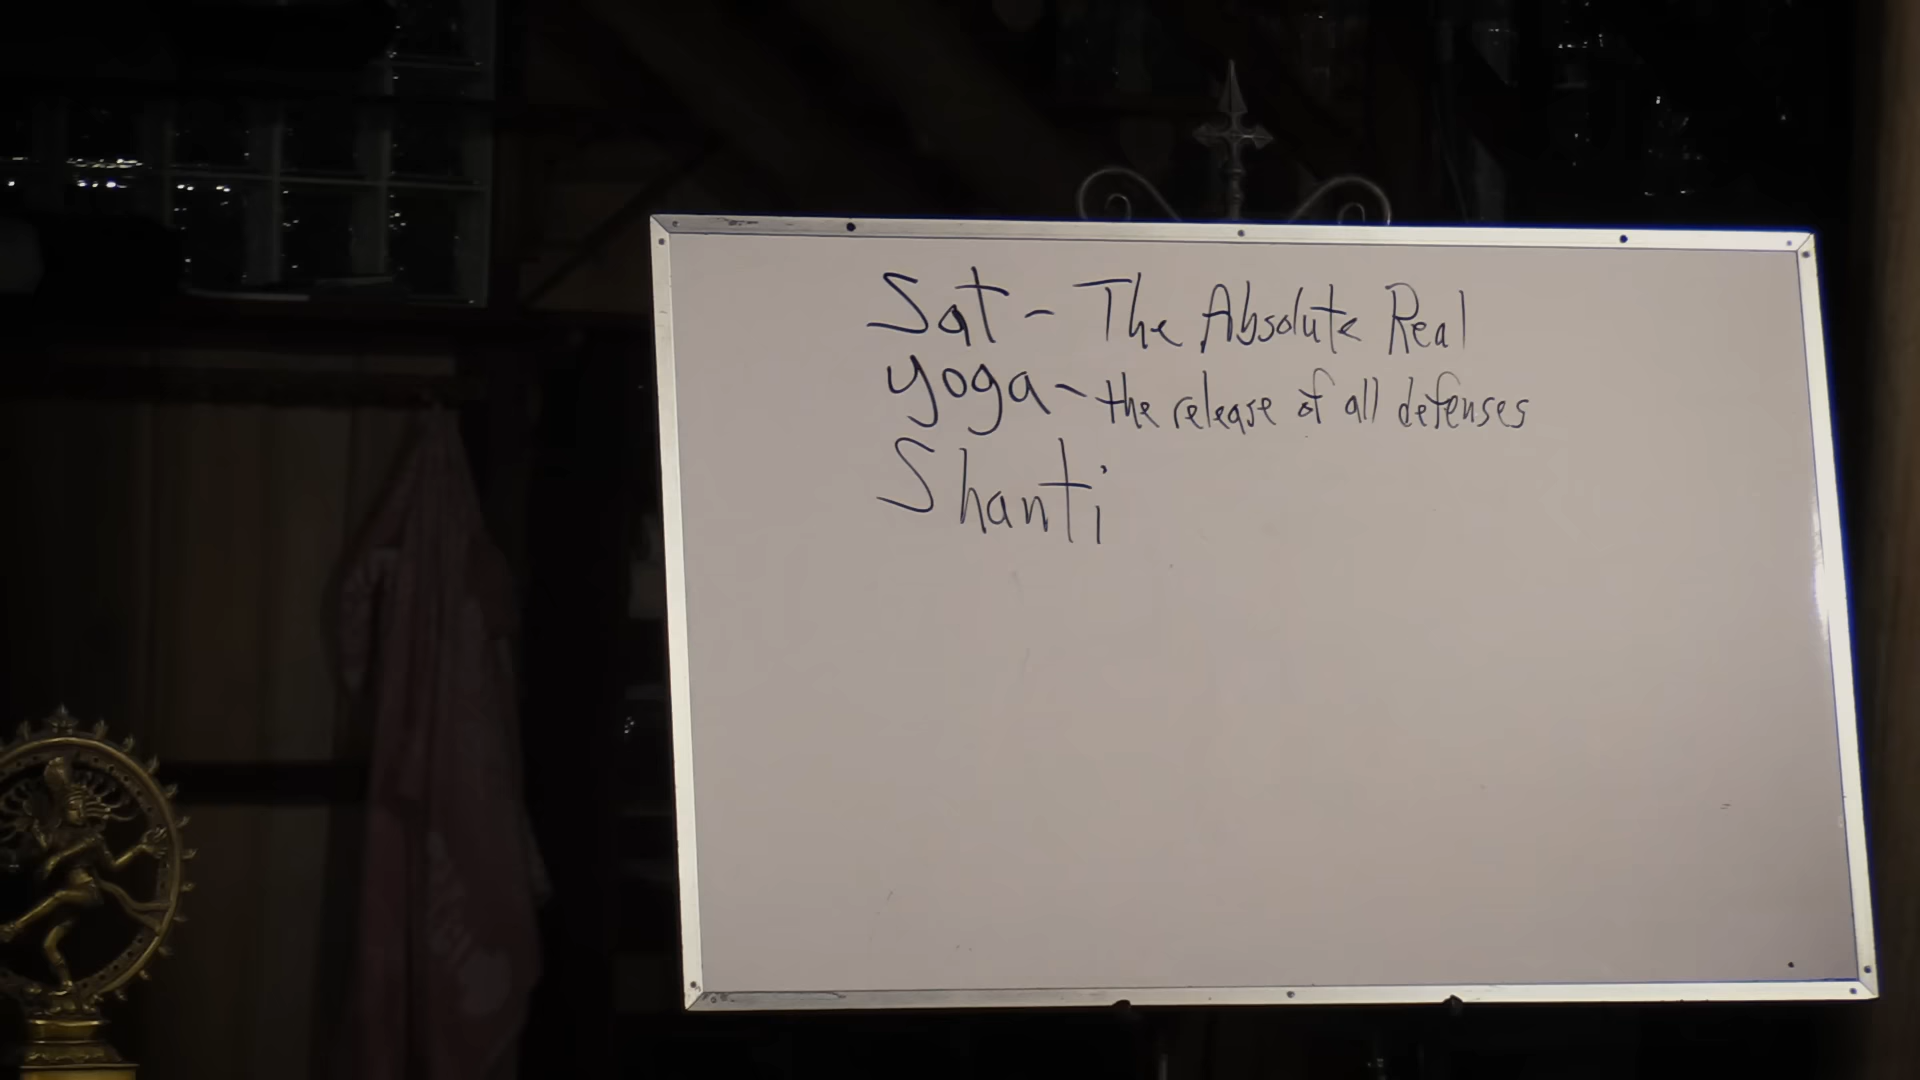 Sat - The Absolute Real
yoga - the release of all defenses
Shanti